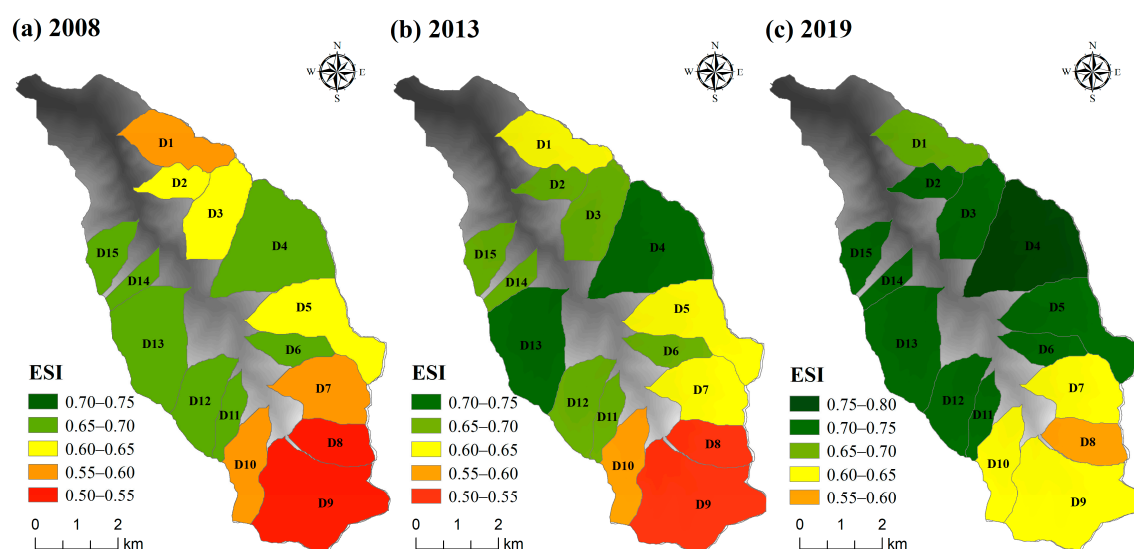 (a) 2008
N
W E
S
D1
D2
D3
D4
D15
D14
D5
D13
D6
D7
D12
D11
D8
D10
D9
ESI
0.70–0.75
0.65–0.70
0.60–0.65
0.55–0.60
0.50–0.55
0 1 2
km
(b) 2013
N
W E
S
D1
D2
D3
D4
D15
D14
D5
D13
D6
D7
D12
D11
D8
D10
D9
ESI
0.70–0.75
0.65–0.70
0.60–0.65
0.55–0.60
0.50–0.55
0 1 2
km
(c) 2019
N
W E
S
D1
D2
D3
D4
D15
D14
D5
D13
D6
D7
D12
D11
D8
D10
D9
ESI
0.75–0.80
0.70–0.75
0.65–0.70
0.60–0.65
0.55–0.60
0 1 2
km